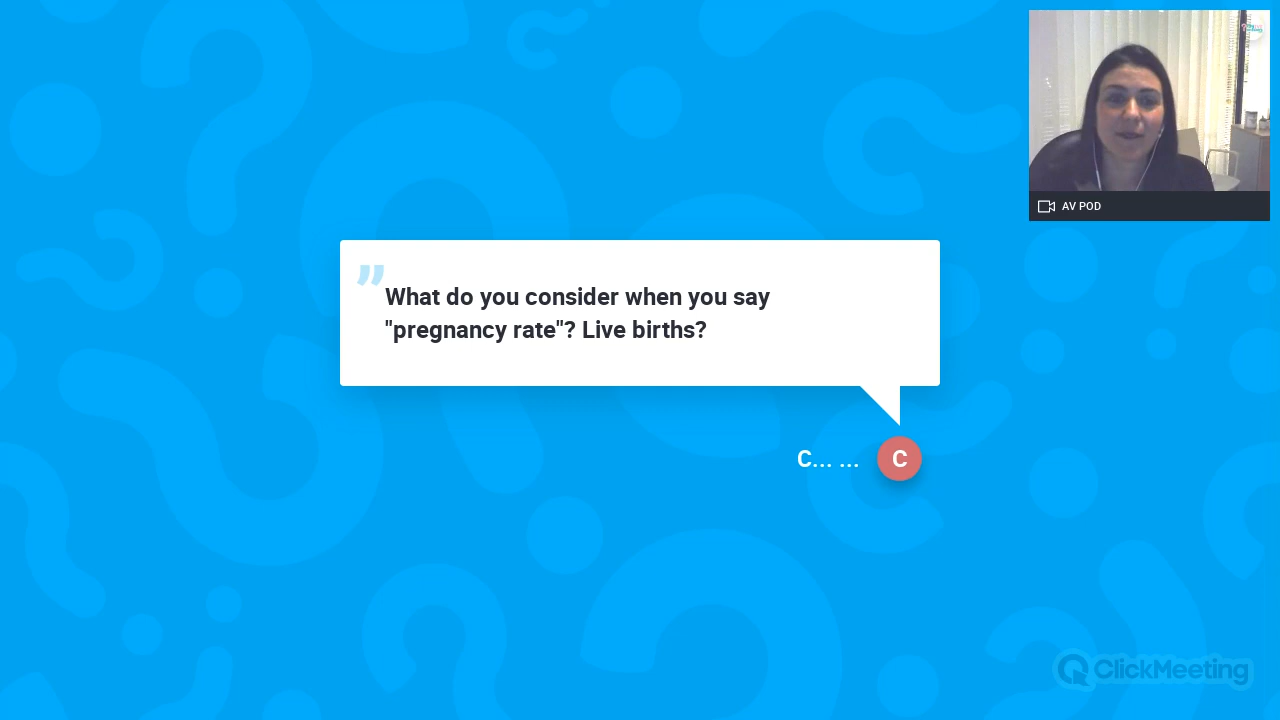 AV POD
"What do you consider when you say
"pregnancy rate"? Live births?
C... ...
C
ClickMeeting